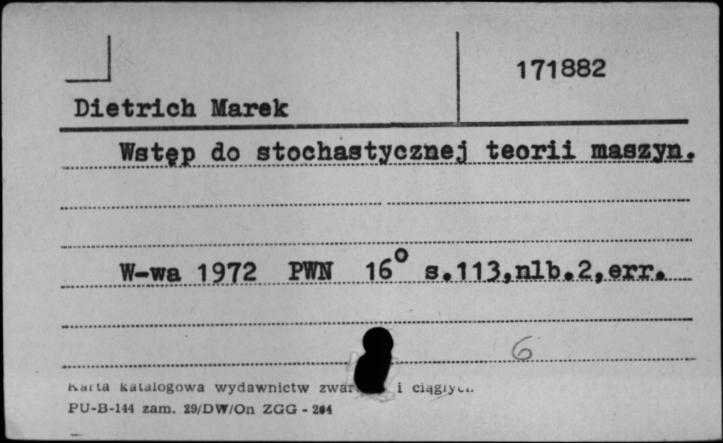 171882
Dietrich Marek
Wstęp do stochastycznej teorii maszyn.
W-wa 1972 PWN 16° s.113,nlb.2,err.
6
Karta katalogowa wydawnictw i ciągłych
PU-B-144 zam. 29/DW/On ZGG - 204